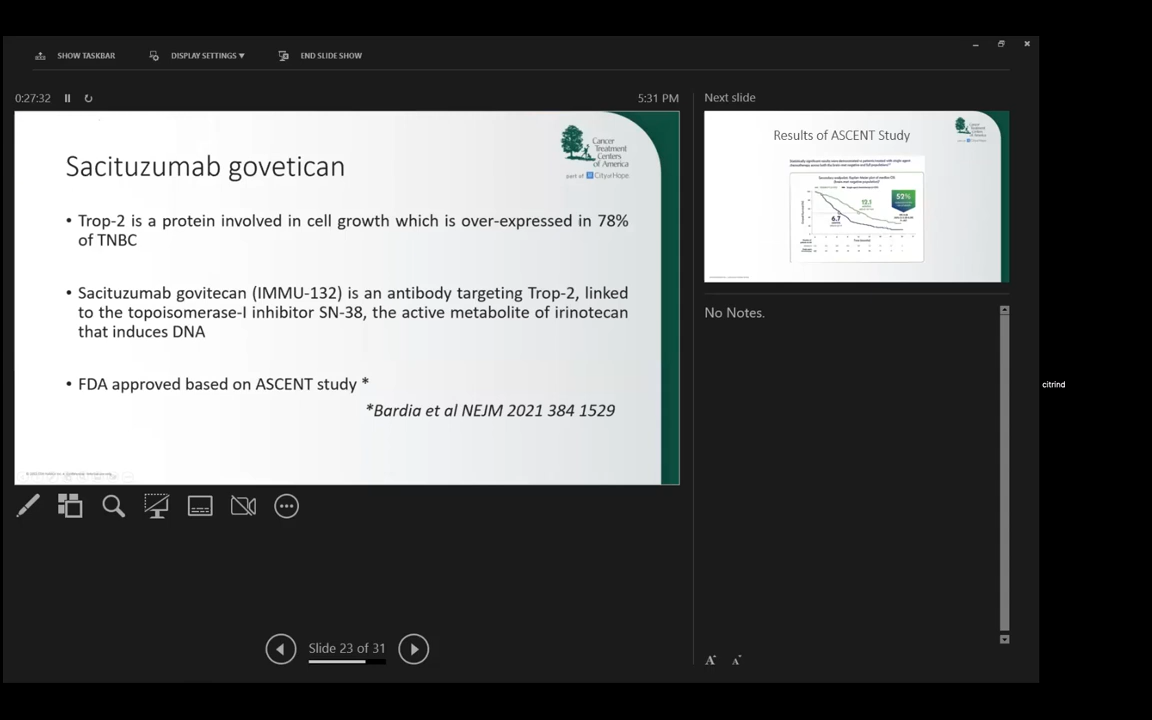 SHOW TASKBAR
DISPLAY SETTINGS
END SLIDE SHOW
0:27:32
5:31 PM
Sacituzumab govetican
Cancer
Treatment
Centers
of America
part of City of Hope
• Trop-2 is a protein involved in cell growth which is over-expressed in 78%
of TNBC
• Sacituzumab govitecan (IMMU-132) is an antibody targeting Trop-2, linked
to the topoisomerase-I inhibitor SN-38, the active metabolite of irinotecan
that induces DNA
• FDA approved based on ASCENT study *
*Bardia et al NEJM 2021 384 1529
Slide 23 of 31
Next slide
Results of ASCENT Study
52%
12.1
6.7
No Notes.
citrind